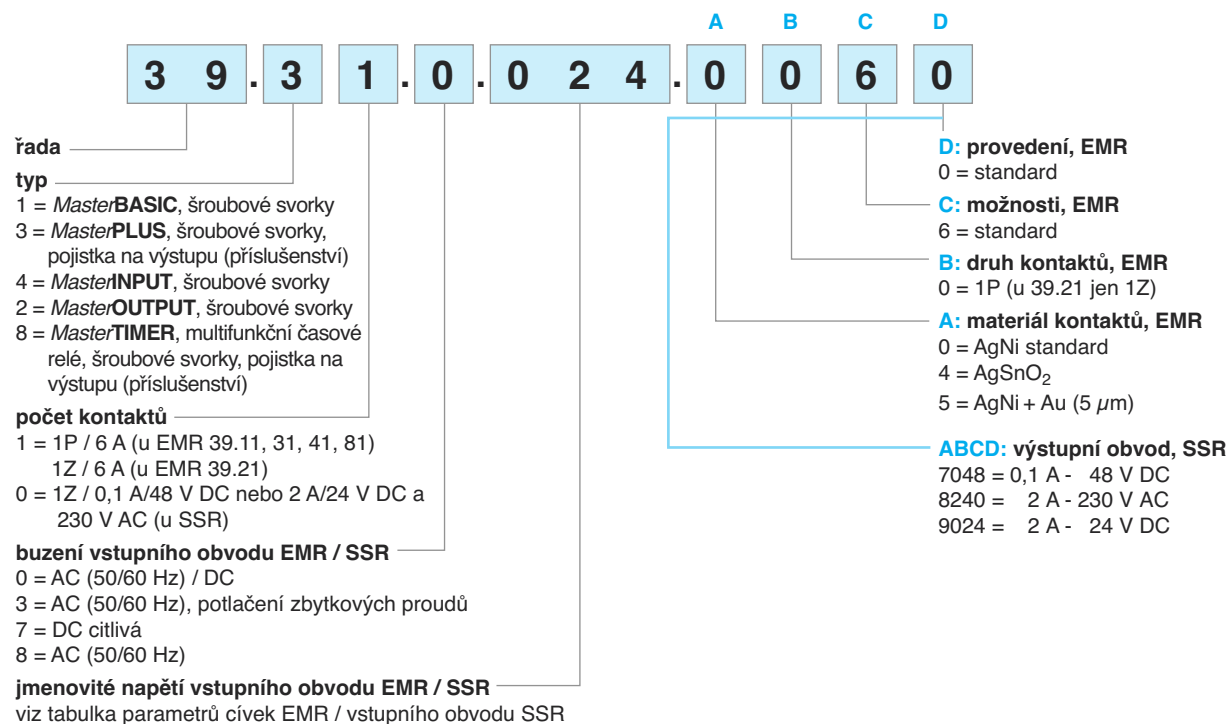 A B C D
3 9 . 3 1 . 0 . 0 2 4 . 0 0 6 0
řada
typ
1 = MasterBASIC, šroubové svorky
3 = MasterPLUS, šroubové svorky,
pojistka na výstupu (příslušenství)
4 = MasterINPUT, šroubové svorky
2 = MasterOUTPUT, šroubové svorky
8 = MasterTIMER, multifunkční časové
relé, šroubové svorky, pojistka na
výstupu (příslušenství)
počet kontaktů
1 = 1P / 6 A (u EMR 39.11, 31, 41, 81)
1Z / 6 A (u EMR 39.21)
0 = 1Z / 0,1 A/48 V DC nebo 2 A/24 V DC a
230 V AC (u SSR)
buzení vstupního obvodu EMR / SSR
0 = AC (50/60 Hz) / DC
3 = AC (50/60 Hz), potlačení zbytkových proudů
7 = DC citlivá
8 = AC (50/60 Hz)
jmenovité napětí vstupního obvodu EMR / SSR
viz tabulka parametrů cívek EMR / vstupního obvodu SSR
D: provedení, EMR
0 = standard
C: možnosti, EMR
6 = standard
B: druh kontaktů, EMR
0 = 1P (u 39.21 jen 1Z)
A: materiál kontaktů, EMR
0 = AgNi standard
4 = AgSnO₂
5 = AgNi + Au (5 µm)
ABCD: výstupní obvod, SSR
7048 = 0,1 A - 48 V DC
8240 = 2 A - 230 V AC
9024 = 2 A - 24 V DC